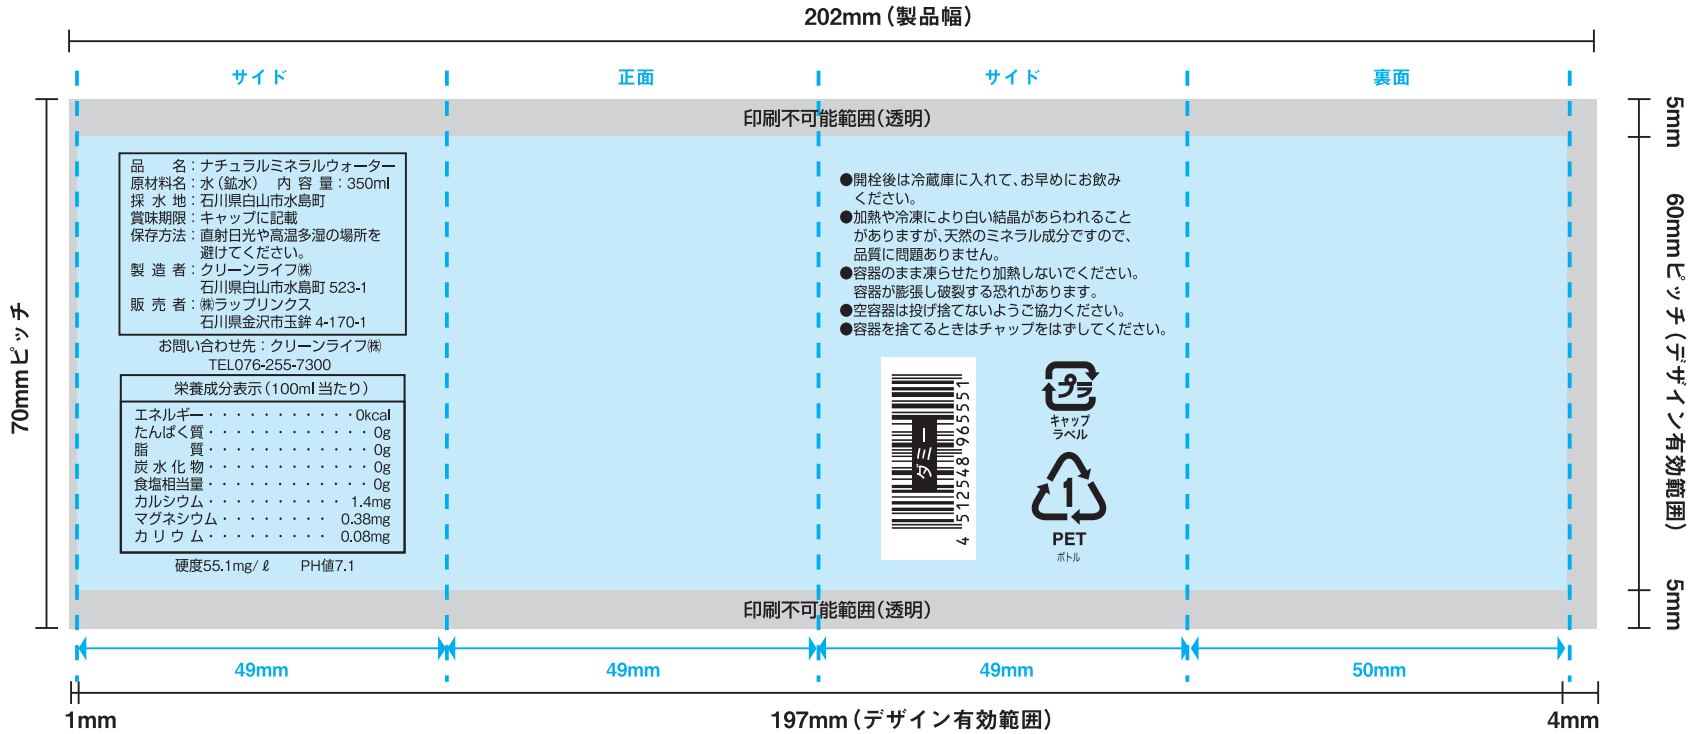 202mm(製品幅)
サイド 正面 サイド 裏面
印刷不可能範囲(透明)
品名:ナチュラルミネラルウォーター
原材料名:水(鉱水) 内容量:350ml
採水地:石川県白山市水島町
賞味期限:キャップに記載
保存方法:直射日光や高温多湿の場所を
避けてください。
製造者:クリーンライフ㈱
石川県白山市水島町 523-1
販売者:㈱ラップリンクス
石川県金沢市玉鉾 4-170-1
お問い合わせ先:クリーンライフ㈱
TEL076-255-7300
栄養成分表示(100ml当たり)
エネルギー・・・・・・・・・・・0kcal
たんぱく質・・・・・・・・・・・・0g
脂質・・・・・・・・・・・・0g
炭水化物・・・・・・・・・・・・0g
食塩相当量・・・・・・・・・・・・0g
カルシウム・・・・・・・・・・1.4mg
マグネシウム・・・・・・・・0.38mg
カリウム・・・・・・・・・0.08mg
硬度55.1mg/ℓ PH値7.1
●開栓後は冷蔵庫に入れて、お早めにお飲み
ください。
●加熱や冷凍により白い結晶があらわれること
がありますが、天然のミネラル成分ですので、
品質に問題ありません。
●容器のまま凍らせたり加熱しないでください。
容器が膨張し破裂する恐れがあります。
●空容器は投げ捨てないようご協力ください。
●容器を捨てるときはチャップをはずしてください。
ダミー
4 512548 965551
プラ
キャップ
ラベル
1
PET
ボトル
印刷不可能範囲(透明)
70mmピッチ
5mm
60mmピッチ(デザイン有効範囲)
5mm
49mm 49mm 49mm 50mm
1mm 197mm(デザイン有効範囲) 4mm